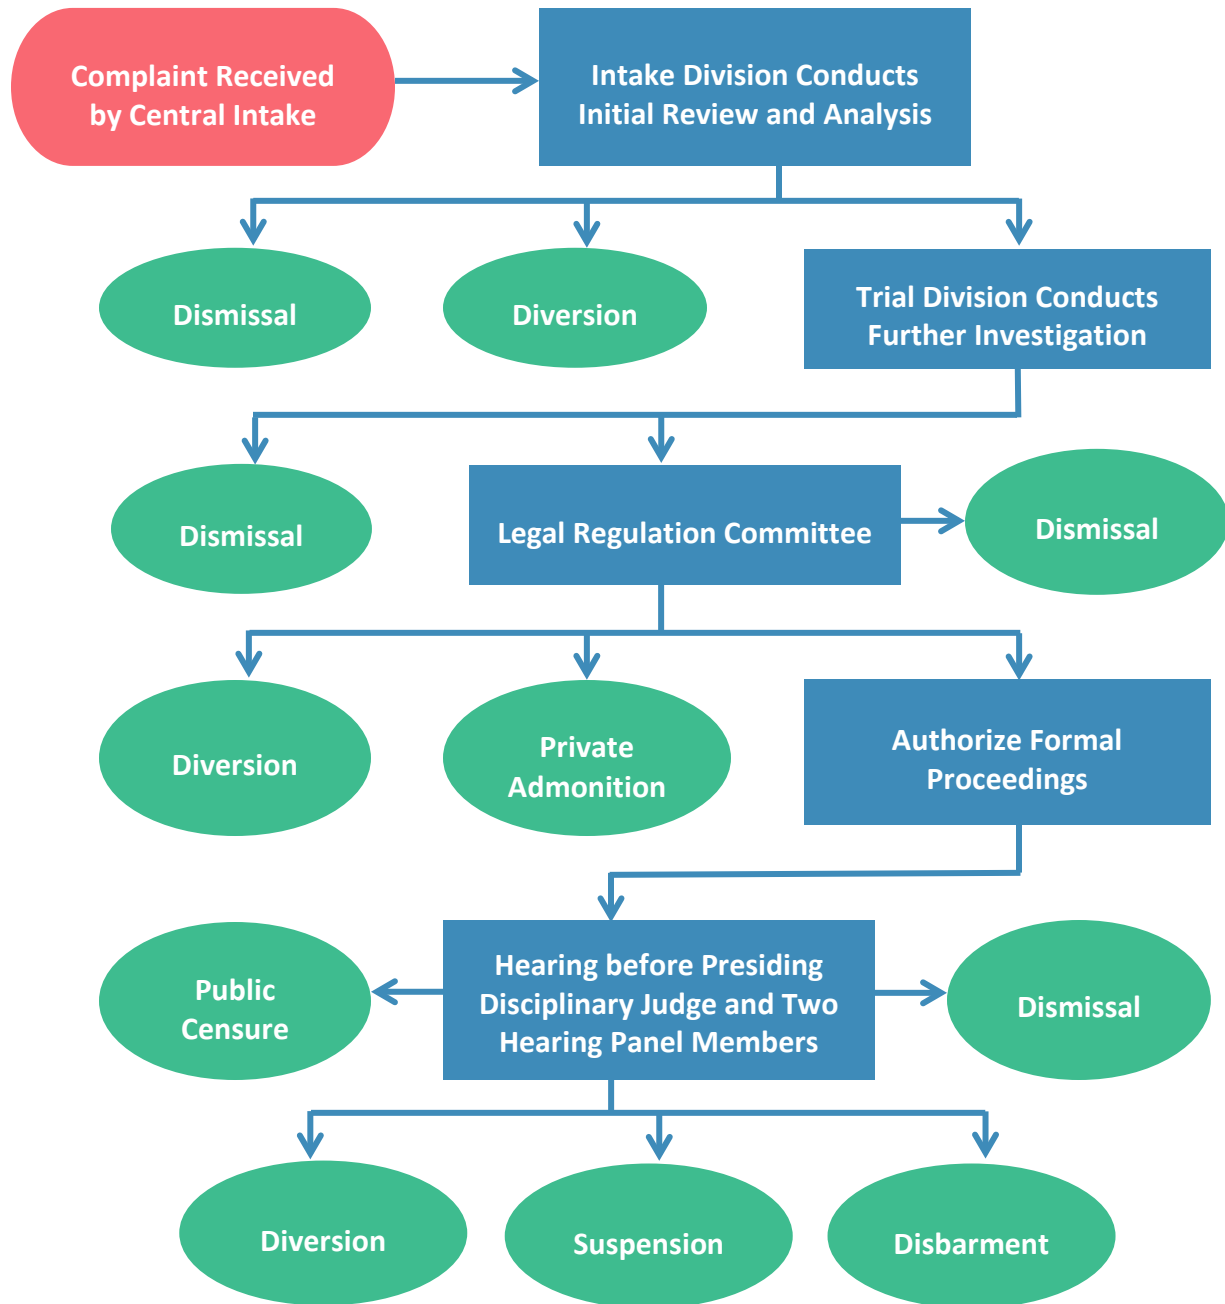 Complaint Received
by Central Intake
Intake Division Conducts
Initial Review and Analysis
Dismissal
Diversion
Trial Division Conducts
Further Investigation
Dismissal
Legal Regulation Committee
Dismissal
Diversion
Private
Admonition
Authorize Formal
Proceedings
Public
Censure
Hearing before Presiding
Disciplinary Judge and Two
Hearing Panel Members
Dismissal
Diversion
Suspension
Disbarment